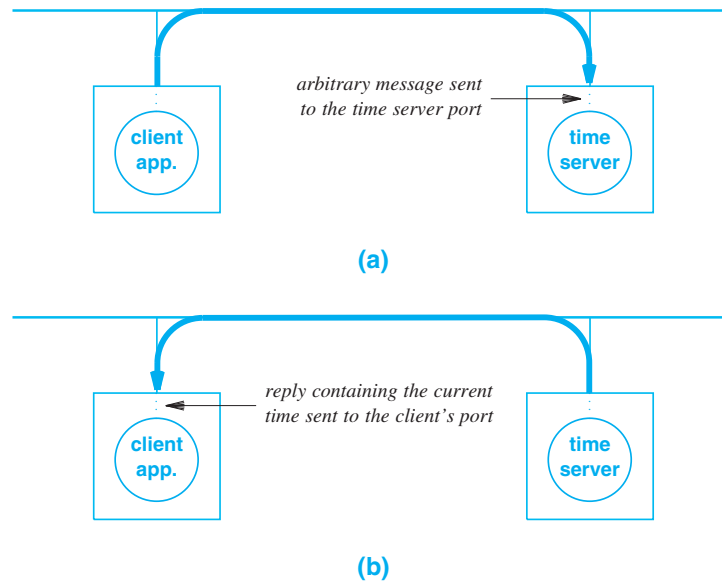 arbitrary message sent
to the time server port
client
app.
time
server
(a)
reply containing the current
time sent to the client's port
client
app.
time
server
(b)